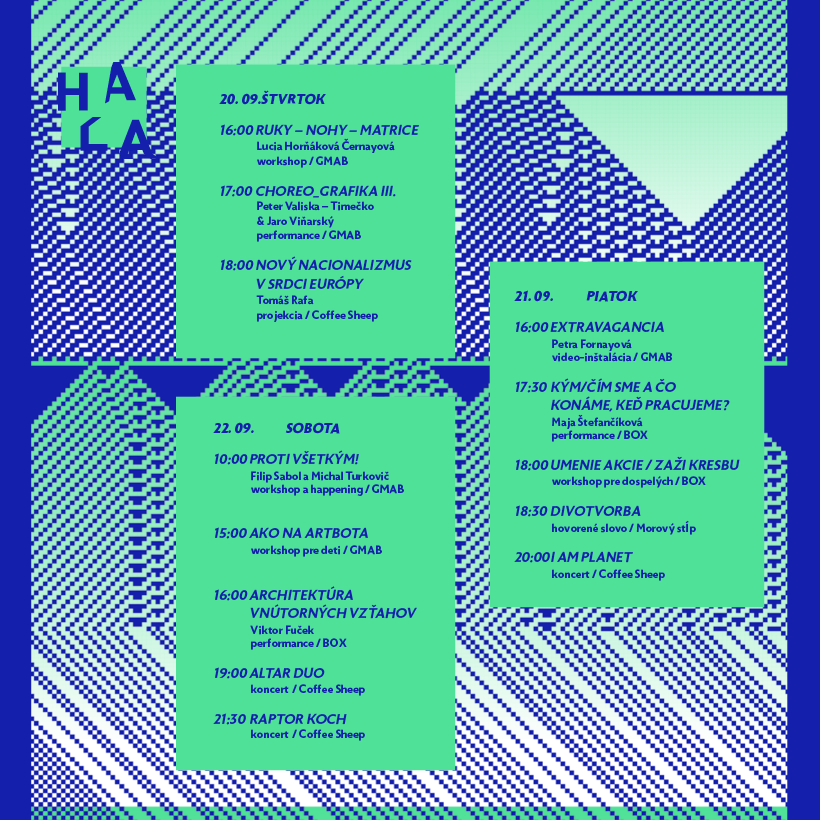 H A
Ľ A
20. 09.ŠTVRTOK
16:00 RUKY – NOHY – MATRICE
Lucia Horňáková Černayová
workshop / GMAB
17:00 CHOREO_GRAFIKA III.
Peter Valiska – Timečko
& Jaro Viňarský
performance / GMAB
18:00 NOVÝ NACIONALIZMUS
V SRDCI EURÓPY
Tomáš Rafa
projekcia / Coffee Sheep
21. 09. PIATOK
16:00 EXTRAVAGANCIA
Petra Fornayová
video-inštalácia / GMAB
17:30 KÝM/ČÍM SME A ČO
KONÁME, KEĎ PRACUJEME?
Maja Štefančíková
performance / BOX
18:00 UMENIE AKCIE / ZAŽI KRESBU
workshop pre dospelých / BOX
18:30 DIVOTVORBA
hovorené slovo / Morový stĺp
20:00 I AM PLANET
koncert / Coffee Sheep
22. 09. SOBOTA
10:00 PROTI VŠETKÝM!
Filip Sabol a Michal Turkovič
workshop a happening / GMAB
15:00 AKO NA ARTBOTA
workshop pre deti / GMAB
16:00 ARCHITEKTÚRA
VNÚTORNÝCH VZŤAHOV
Viktor Fuček
performance / BOX
19:00 ALTAR DUO
koncert / Coffee Sheep
21:30 RAPTOR KOCH
koncert / Coffee Sheep